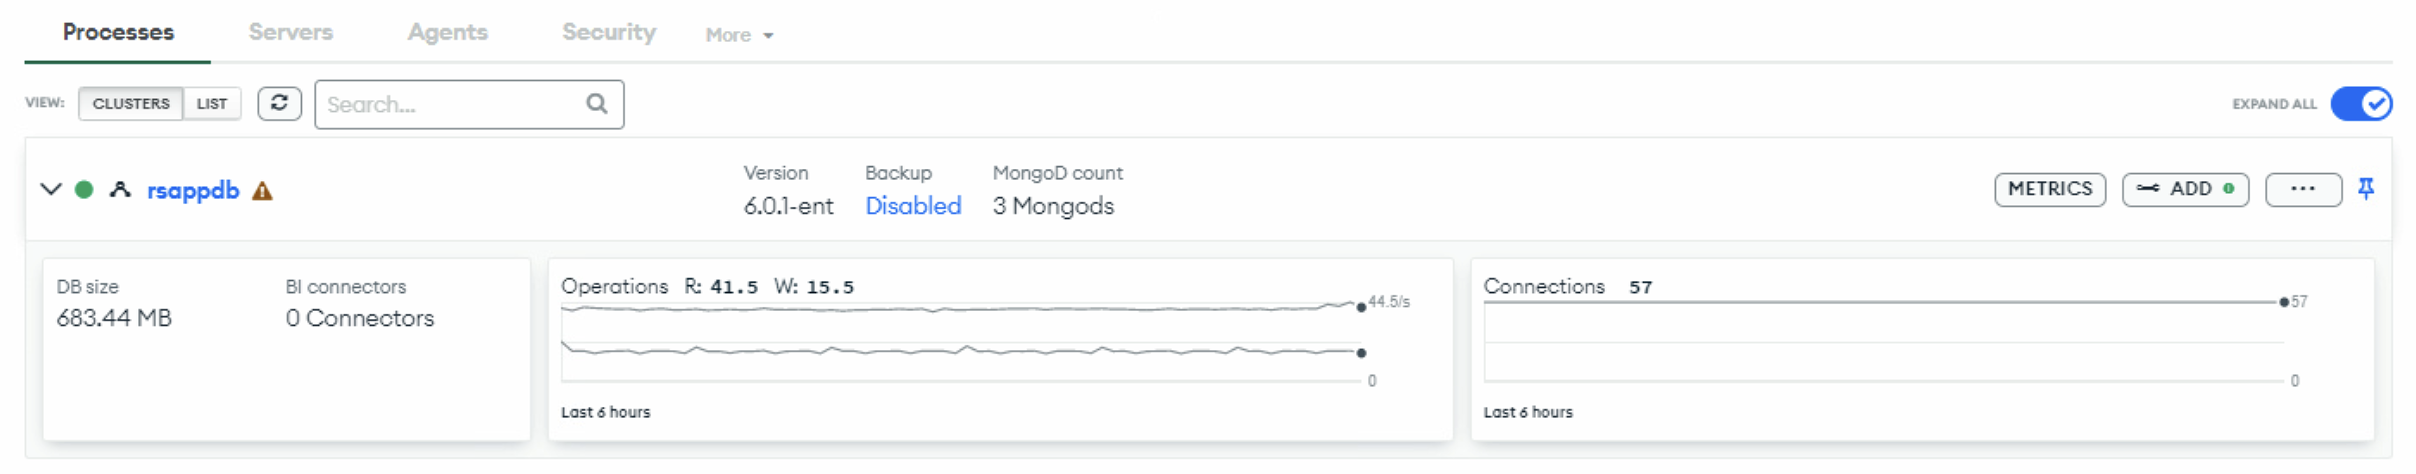 Processes Servers Agents Security More
VIEW: CLUSTERS LIST Search... EXPAND ALL
rsappdb
Version Backup MongoD count
6.0.1-ent Disabled 3 Mongods
METRICS ADD ...
DB size BI connectors
683.44 MB 0 Connectors
Operations R: 41.5 W: 15.5
44.5/s
0
Last 6 hours
Connections 57
57
0
Last 6 hours